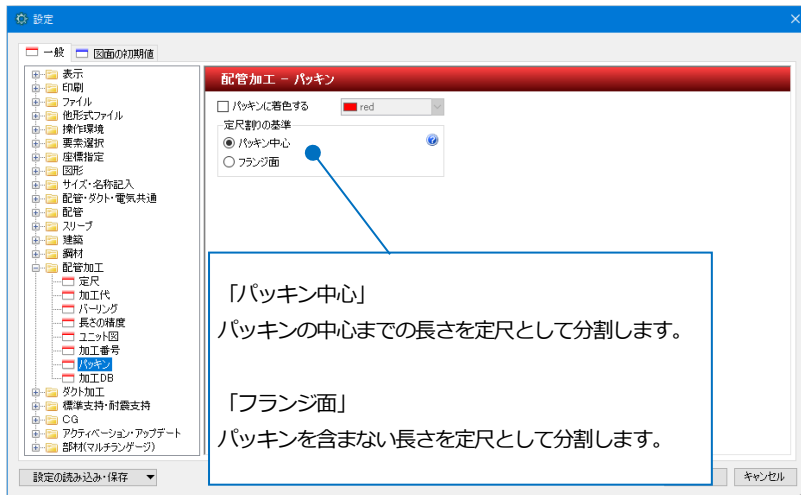 設定
一般
図面の初期値
表示
印刷
ファイル
他形式ファイル
操作環境
要素選択
座標指定
図形
サイズ・名称記入
配管・ダクト・電気共通
配管
スリーブ
建築
鋼材
配管加工
定尺
加工代
バーリング
長さの精度
ユニット図
加工番号
パッキン
加工DB
ダクト加工
標準支持・耐震支持
CG
アクティベーション・アップデート
部材(マルチランゲージ)
配管加工 － パッキン
パッキンに着色する
red
定尺割りの基準
パッキン中心
フランジ面
「パッキン中心」
パッキンの中心までの長さを定尺として分割します。
「フランジ面」
パッキンを含まない長さを定尺として分割します。
設定の読み込み・保存
キャンセル